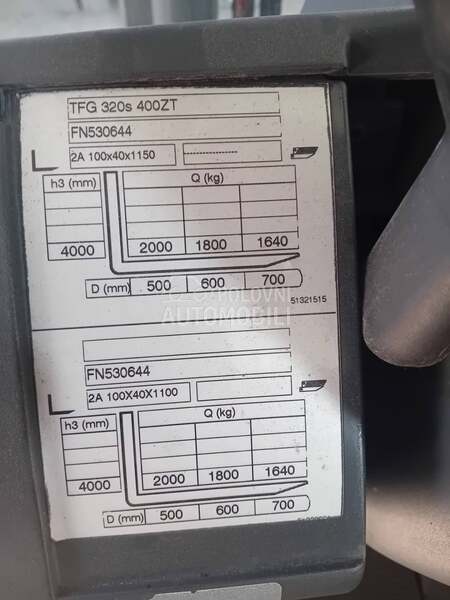 TFG 320s 400ZT
FN530644
2A 100x40x1150 --------------
h3 (mm) Q (kg)
4000 2000 1800 1640
D (mm) 500 600 700
51321515
POLOVNI
AUTOMOBILI
FN530644
2A 100X40X1100
h3 (mm) Q (kg)
4000 2000 1800 1640
D (mm) 500 600 700